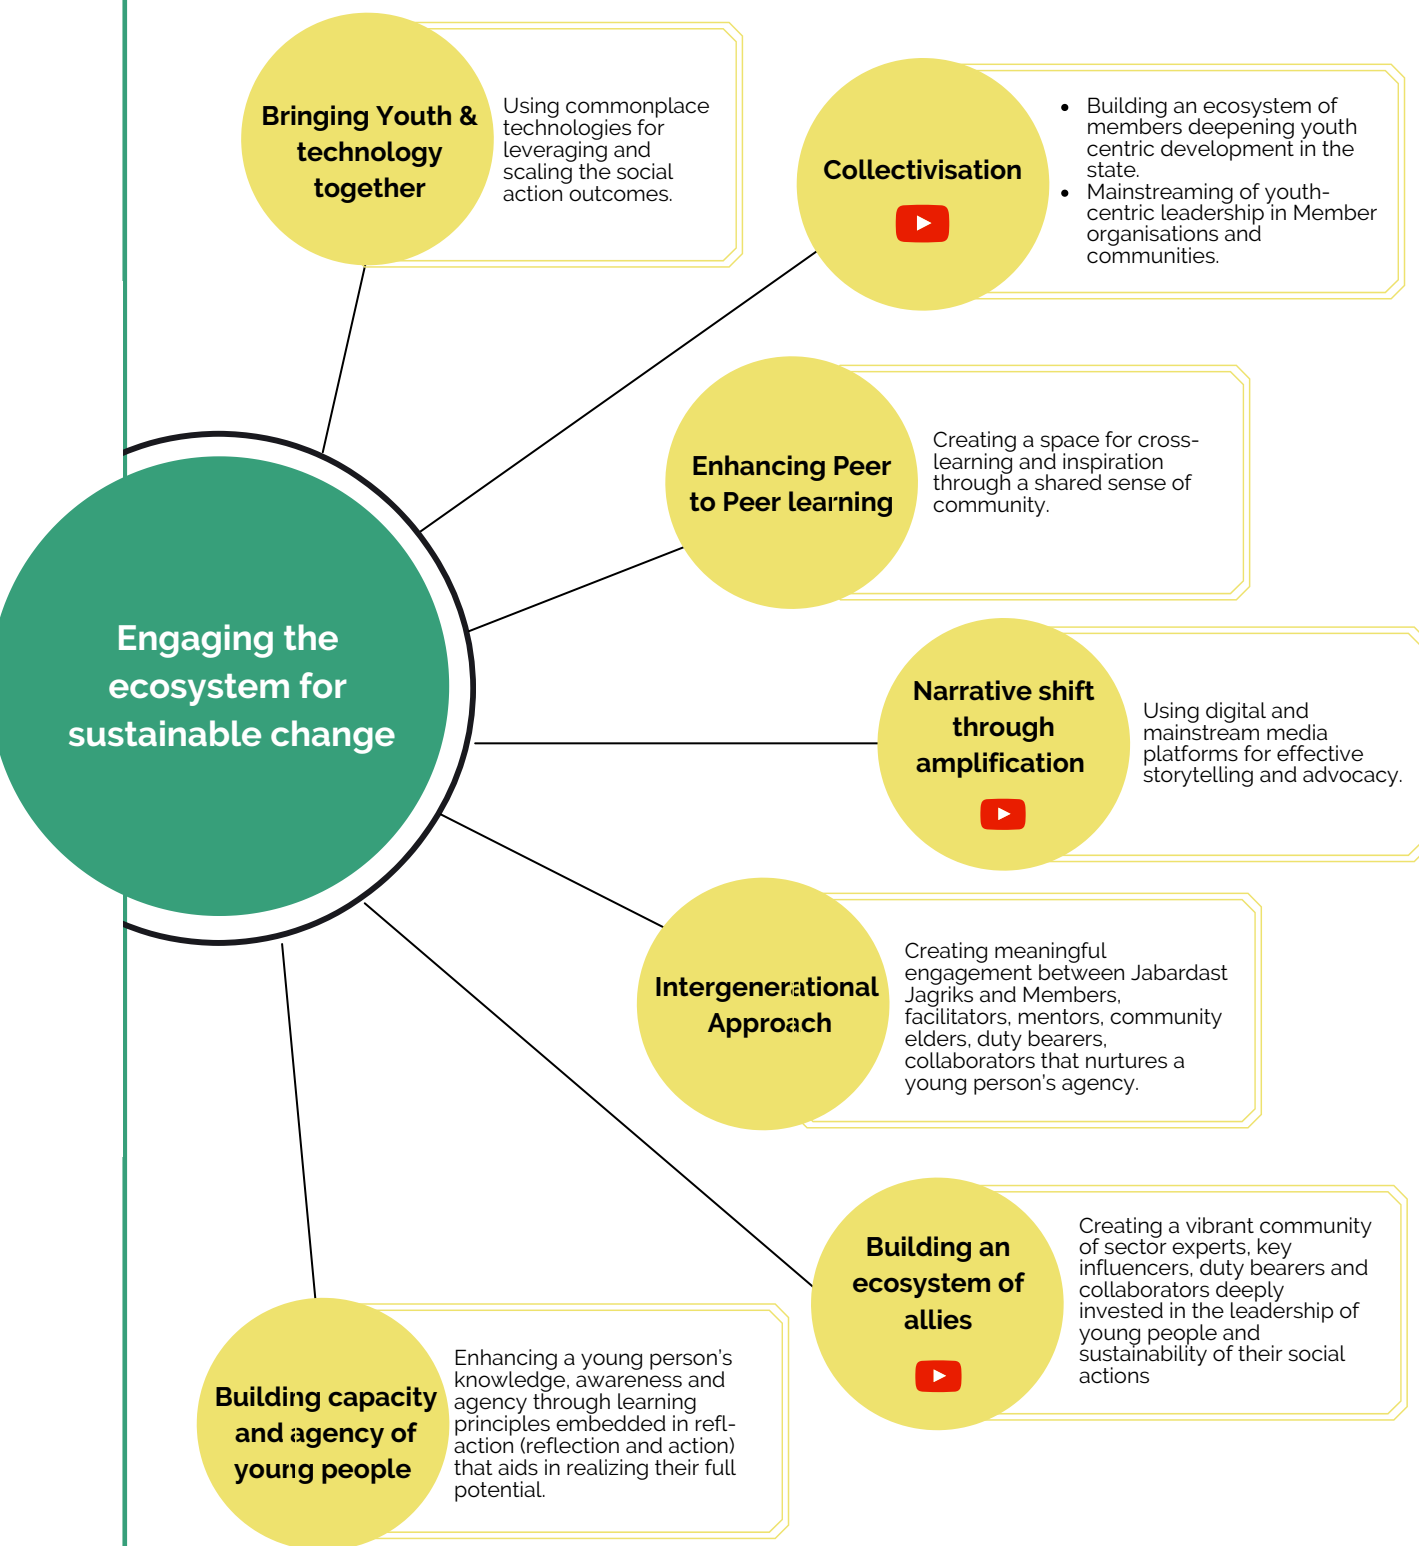 Bringing Youth &
technology
together
Using commonplace
technologies for
leveraging and
scaling the social
action outcomes.
Collectivisation
• Building an ecosystem of
members deepening youth
centric development in the
state.
• Mainstreaming of youth-
centric leadership in Member
organisations and
communities.
Enhancing Peer
to Peer learning
Creating a space for cross-
learning and inspiration
through a shared sense of
community.
Engaging the
ecosystem for
sustainable change
Narrative shift
through
amplification
Using digital and
mainstream media
platforms for effective
storytelling and advocacy.
Intergenerational
Approach
Creating meaningful
engagement between Jabardast
Jagriks and Members,
facilitators, mentors, community
elders, duty bearers,
collaborators that nurtures a
young person's agency.
Building an
ecosystem of
allies
Creating a vibrant community
of sector experts, key
influencers, duty bearers and
collaborators deeply
invested in the leadership of
young people and
sustainability of their social
actions
Building capacity
and agency of
young people
Enhancing a young person's
knowledge, awareness and
agency through learning
principles embedded in refl-
action (reflection and action)
that aids in realizing their full
potential.